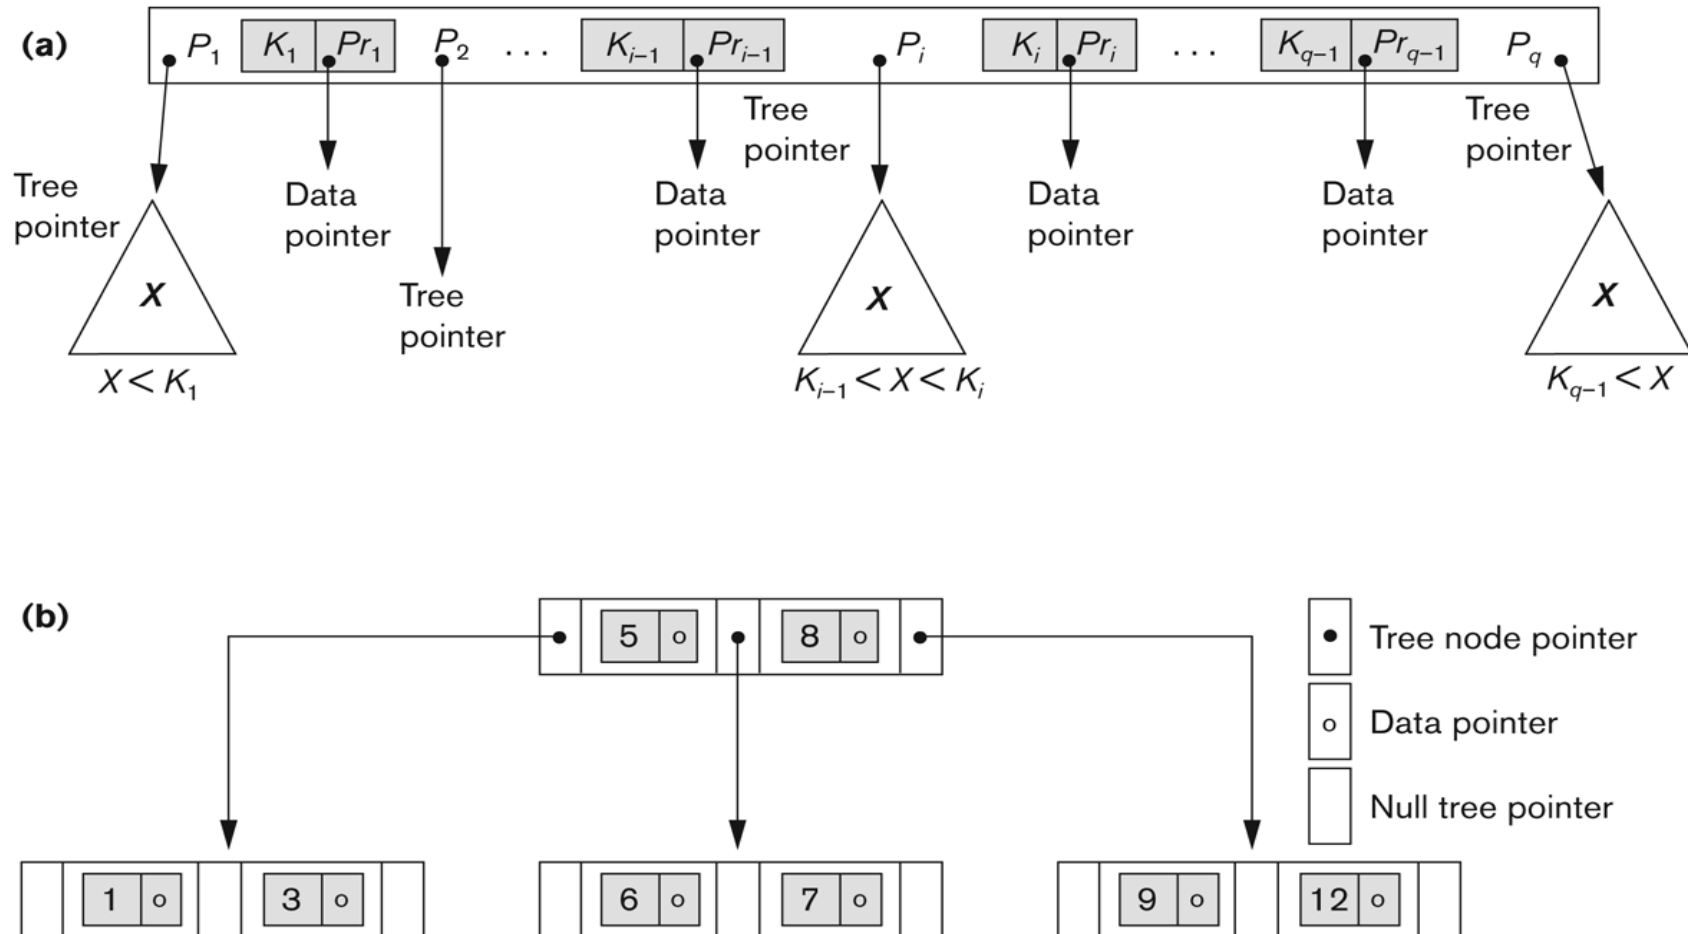 (a) P1 K1 Pr1 P2 . . . Ki–1 Pri–1 Pi Ki Pri . . . Kq–1 Prq–1 Pq
Tree
pointer
Data
pointer
Tree
pointer
Data
pointer
Tree
pointer
Data
pointer
Data
pointer
Tree
pointer
X
X
X
X < K1
Ki–1 < X < Ki
Kq–1 < X
(b)
5 o 8 o
Tree node pointer
o Data pointer
Null tree pointer
1 o 3 o
6 o 7 o
9 o 12 o